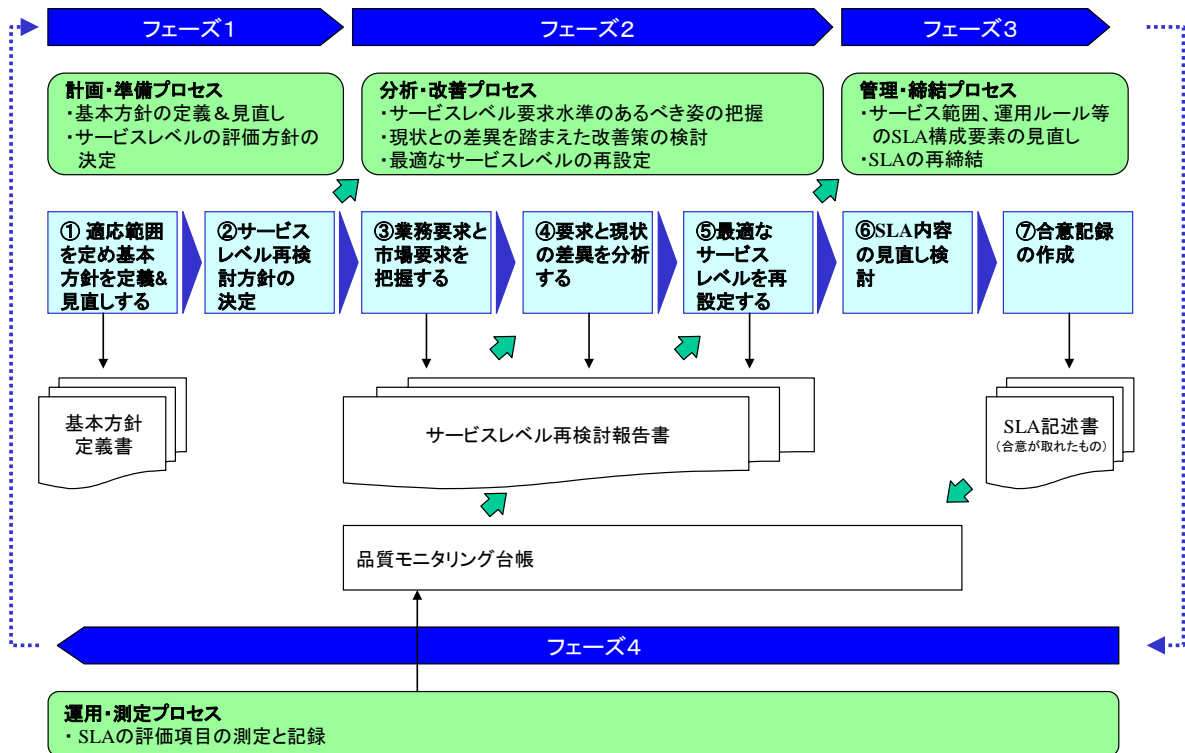 フェーズ1
フェーズ2
フェーズ3
計画・準備プロセス
・基本方針の定義＆見直し
・サービスレベルの評価方針の
決定
分析・改善プロセス
・サービスレベル要求水準のあるべき姿の把握
・現状との差異を踏まえた改善策の検討
・最適なサービスレベルの再設定
管理・締結プロセス
・サービス範囲、運用ルール等
のSLA構成要素の見直し
・SLAの再締結
① 適応範囲
を定め基本
方針を定義&
見直しする
②サービス
レベル再検
討方針の
決定
③業務要求と
市場要求を
把握する
④要求と現状
の差異を分析
する
⑤最適な
サービス
レベルを再
設定する
⑥SLA内容
の見直し検
討
⑦合意記録
の作成
基本方針
定義書
サービスレベル再検討報告書
SLA記述書
（合意が取れたもの）
品質モニタリング台帳
フェーズ4
運用・測定プロセス
・ SLAの評価項目の測定と記録